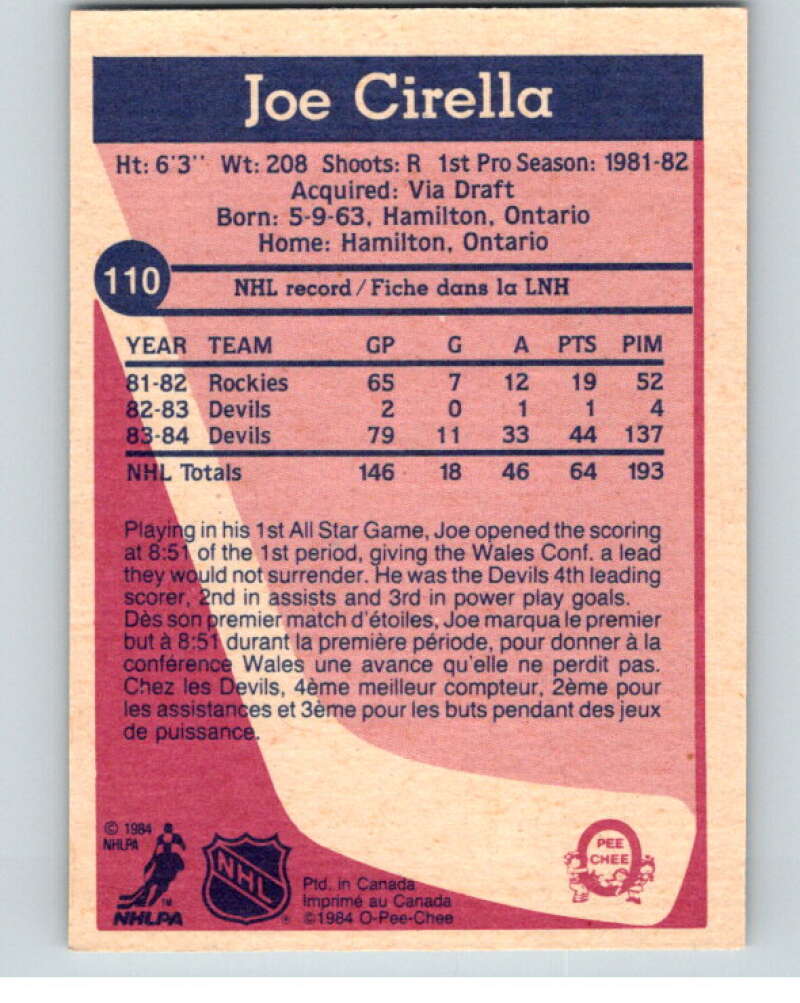 Joe Cirella
Ht: 6'3'' Wt: 208 Shoots: R 1st Pro Season: 1981-82
Acquired: Via Draft
Born: 5-9-63, Hamilton, Ontario
Home: Hamilton, Ontario
110
NHL record / Fiche dans la LNH
YEAR TEAM GP G A PTS PIM
81-82 Rockies 65 7 12 19 52
82-83 Devils 2 0 1 1 4
83-84 Devils 79 11 33 44 137
NHL Totals 146 18 46 64 193
Playing in his 1st All Star Game, Joe opened the scoring
at 8:51 of the 1st period, giving the Wales Conf. a lead
they would not surrender. He was the Devils 4th leading
scorer, 2nd in assists and 3rd in power play goals.
Dès son premier match d'étoiles, Joe marqua le premier
but à 8:51 durant la première période, pour donner à la
conférence Wales une avance qu'elle ne perdit pas.
Chez les Devils, 4ème meilleur compteur, 2ème pour
les assistances et 3ème pour les buts pendant des jeux
de puissance.
© 1984
NHLPA
NHLPA
TM
NHL
®
Ptd. in Canada
Imprimé au Canada
©1984 O-Pee-Chee
PEE
CHEE